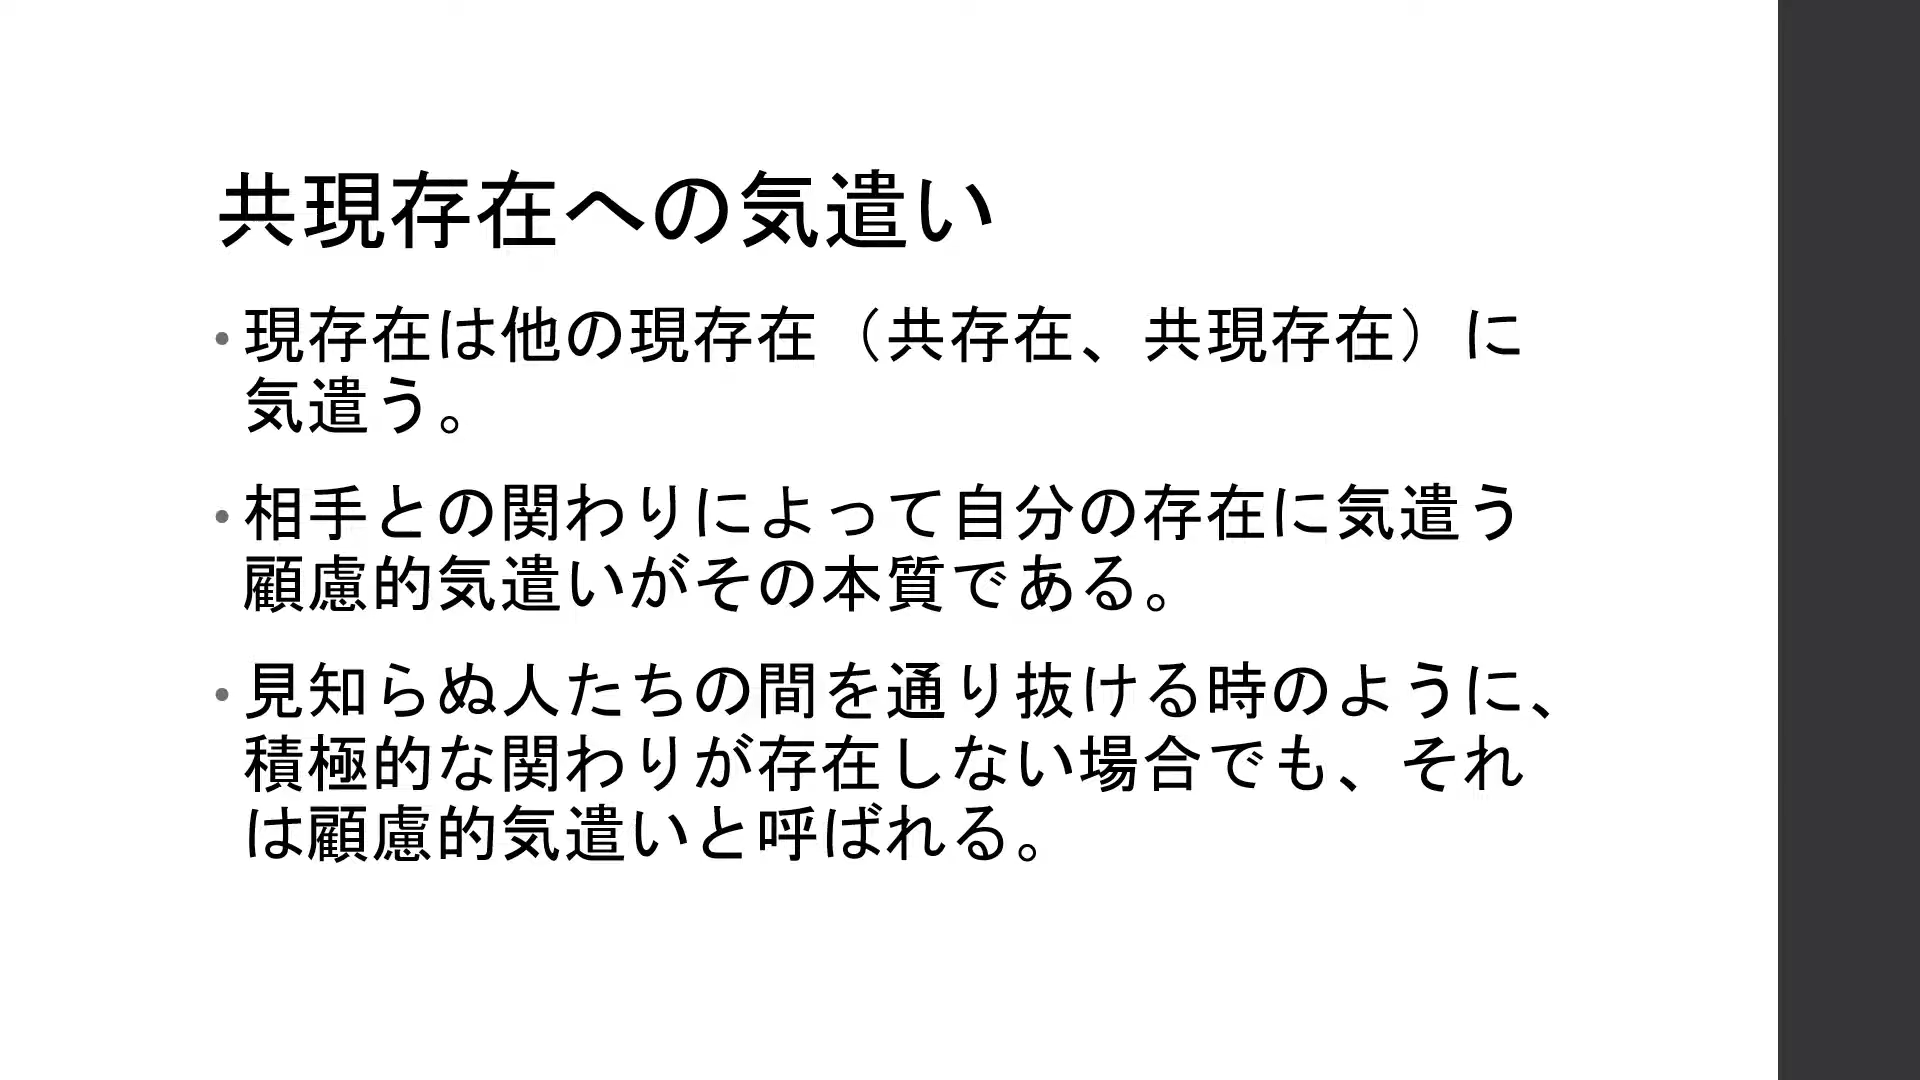 共現存在への気遣い
・現存在は他の現存在（共存在、共現存在）に
気遣う。
・相手との関わりによって自分の存在に気遣う
顧慮的気遣いがその本質である。
・見知らぬ人たちの間を通り抜ける時のように、
積極的な関わりが存在しない場合でも、それ
は顧慮的気遣いと呼ばれる。